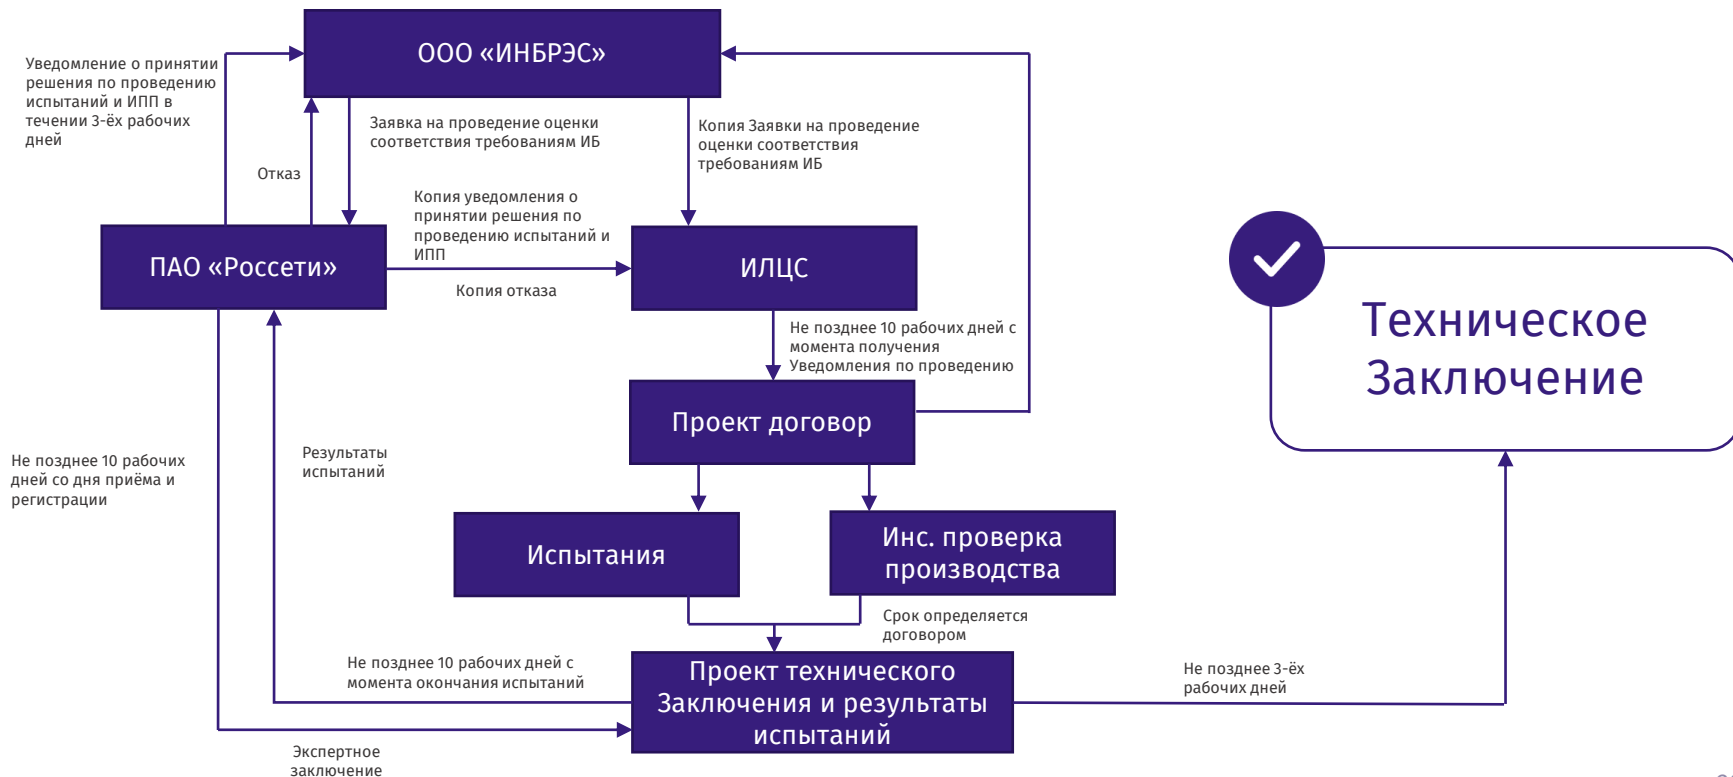 ООО «ИНБРЭС»
Уведомление о принятии
решения по проведению
испытаний и ИПП в
течении 3-ёх рабочих
дней
Отказ
Заявка на проведение оценки
соответствия требованиям ИБ
Копия Заявки на проведение
оценки соответствия
требованиям ИБ
Копия уведомления о
принятии решения по
проведению испытаний и
ИПП
ПАО «Россети»
Копия отказа
ИЛЦС
Техническое
Заключение
Не позднее 10 рабочих дней с
момента получения
Уведомления по проведению
Проект договор
Не позднее 10 рабочих
дней со дня приёма и
регистрации
Результаты
испытаний
Испытания
Инс. проверка
производства
Срок определяется
договором
Не позднее 10 рабочих дней с
момента окончания испытаний
Проект технического
Заключения и результаты
испытаний
Не позднее 3-ёх
рабочих дней
Экспертное
заключение